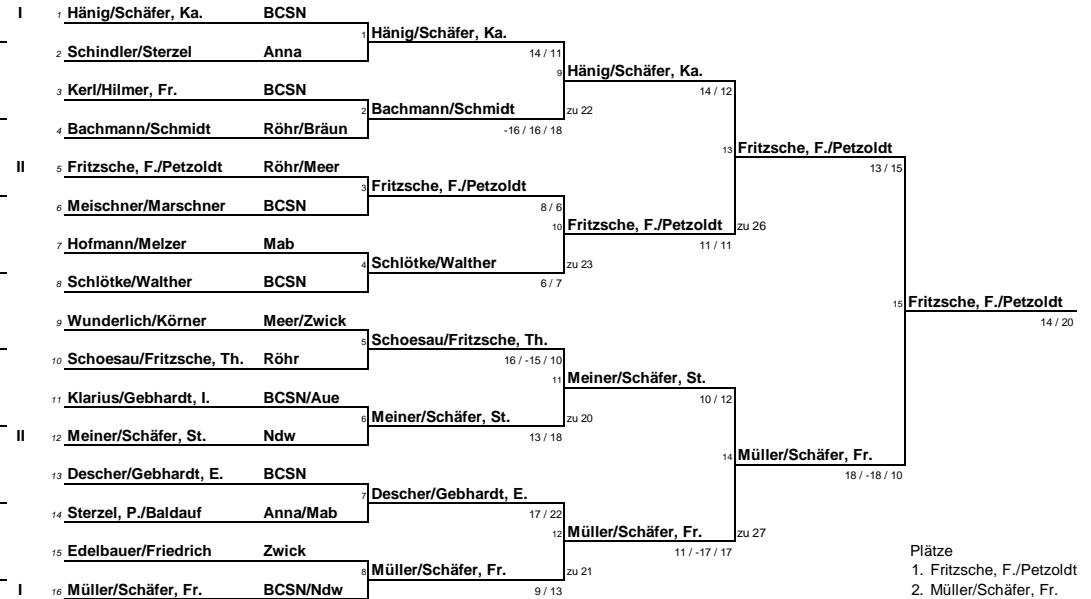 I 1 Hänig/Schäfer, Ka. BCSN
1 Hänig/Schäfer, Ka.
2 Schindler/Sterzel Anna 14 / 11
9 Hänig/Schäfer, Ka.
3 Kerl/Hilmer, Fr. BCSN 14 / 12
2 Bachmann/Schmidt zu 22
4 Bachmann/Schmidt Röhr/Bräun -16 / 16 / 18
13 Fritzsche, F./Petzoldt
II 5 Fritzsche, F./Petzoldt Röhr/Meer 13 / 15
3 Fritzsche, F./Petzoldt
6 Meischner/Marschner BCSN 8 / 6
10 Fritzsche, F./Petzoldt zu 26
7 Hofmann/Melzer Mab 11 / 11
4 Schlötke/Walther zu 23
8 Schlötke/Walther BCSN 6 / 7
15 Fritzsche, F./Petzoldt
9 Wunderlich/Körner Meer/Zwick 14 / 20
5 Schoesau/Fritzsche, Th.
10 Schoesau/Fritzsche, Th. Röhr 16 / -15 / 10
11 Meiner/Schäfer, St.
11 Klarius/Gebhardt, I. BCSN/Aue 10 / 12
6 Meiner/Schäfer, St. zu 20
II 12 Meiner/Schäfer, St. Ndw 13 / 18
14 Müller/Schäfer, Fr.
13 Descher/Gebhardt, E. BCSN 18 / -18 / 10
7 Descher/Gebhardt, E.
14 Sterzel, P./Baldauf Anna/Mab 17 / 22
12 Müller/Schäfer, Fr. zu 27
15 Edelbauer/Friedrich Zwick 11 / -17 / 17 Plätze
8 Müller/Schäfer, Fr. zu 21 1. Fritzsche, F./Petzoldt
I 16 Müller/Schäfer, Fr. BCSN/Ndw 9 / 13 2. Müller/Schäfer, Fr.